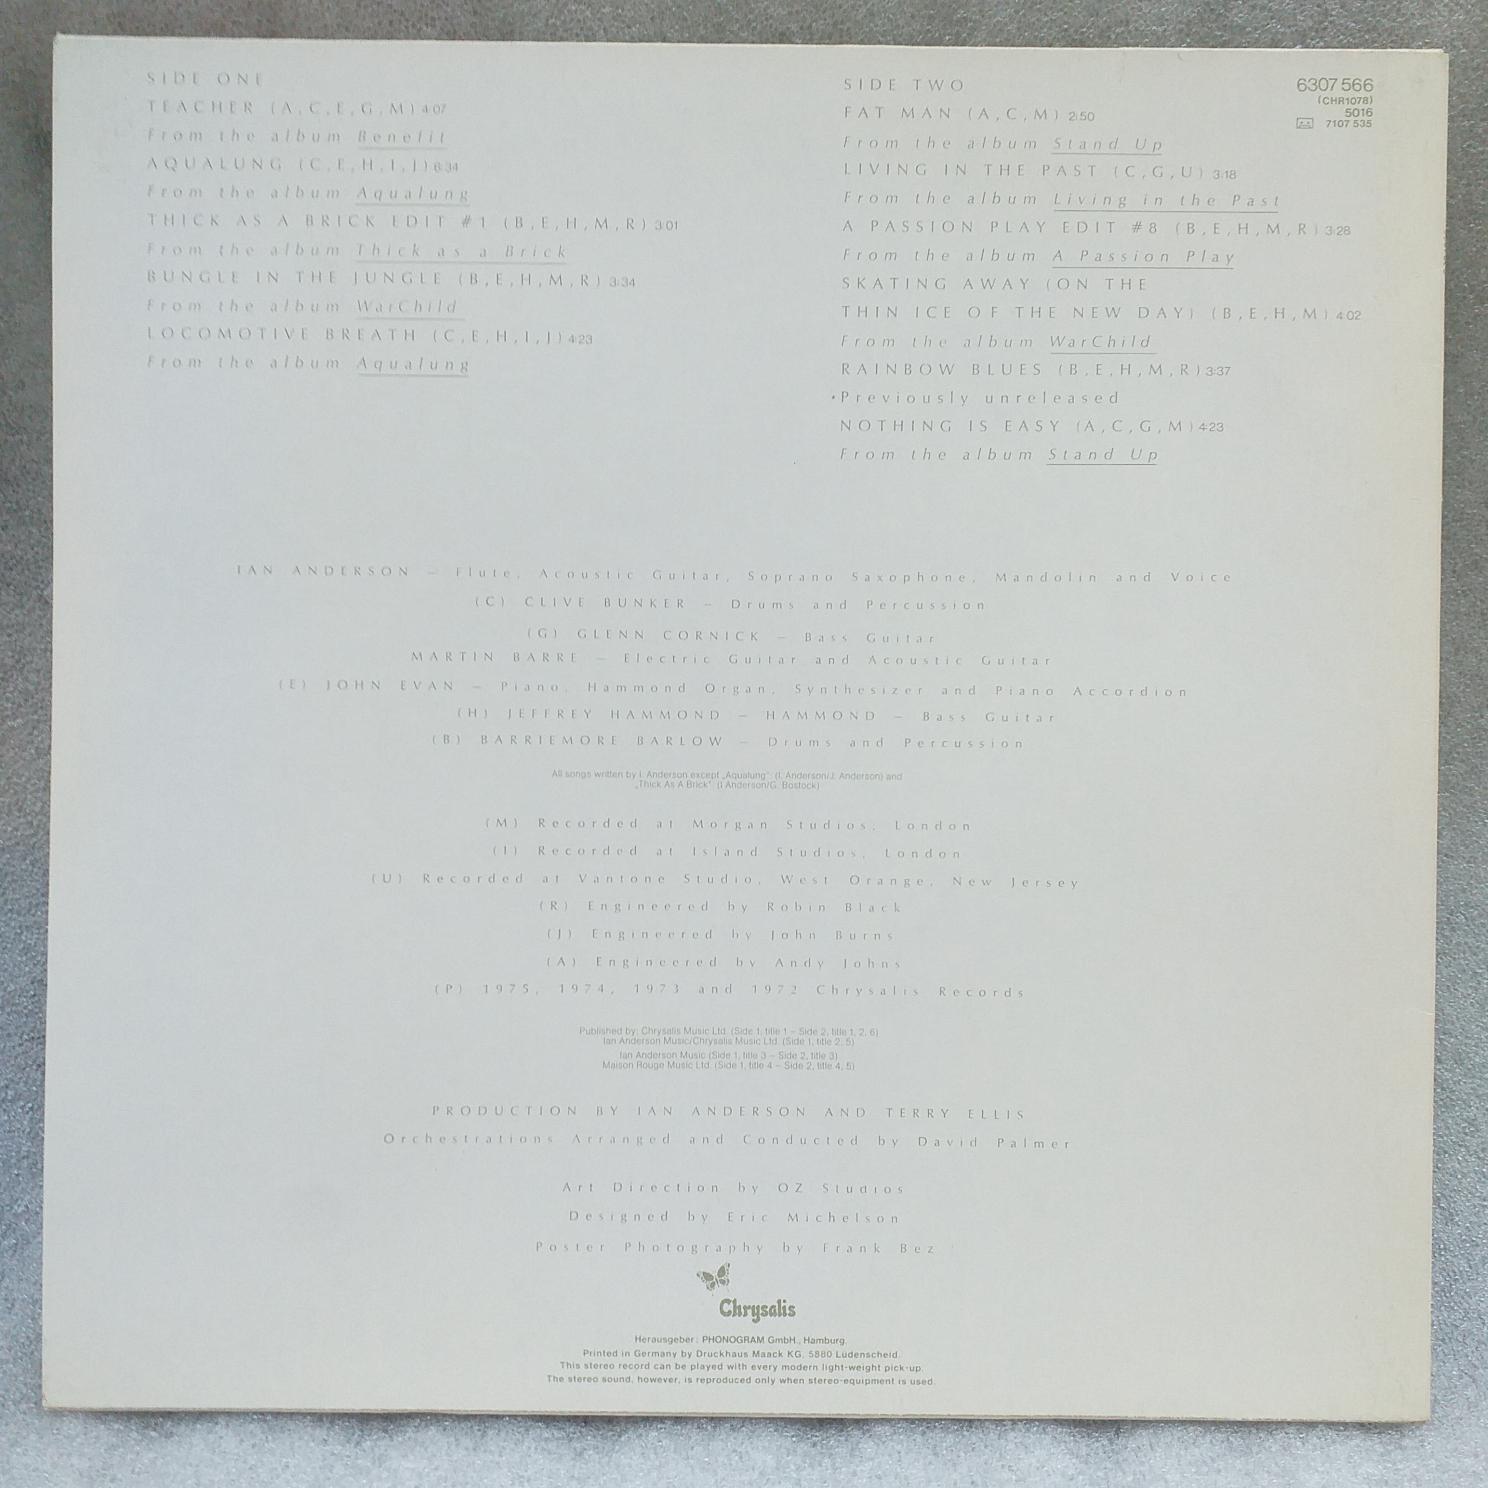 SIDE ONE
TEACHER (A,C,E,G,M) 4:07
From the album Benefit
AQUALUNG (C,E,H,I,J) 6:34
From the album Aqualung
THICK AS A BRICK EDIT #1 (B,E,H,M,R) 3:01
From the album Thick as a Brick
BUNGLE IN THE JUNGLE (B,E,H,M,R) 3:34
From the album WarChild
LOCOMOTIVE BREATH (C,E,H,I,J) 4:23
From the album Aqualung
SIDE TWO
FAT MAN (A,C,M) 2:50
From the album Stand Up
LIVING IN THE PAST (C,G,U) 3:18
From the album Living in the Past
A PASSION PLAY EDIT #8 (B,E,H,M,R) 3:28
From the album A Passion Play
SKATING AWAY (ON THE
THIN ICE OF THE NEW DAY) (B,E,H,M) 4:02
From the album WarChild
RAINBOW BLUES (B,E,H,M,R) 3:37
*Previously unreleased
NOTHING IS EASY (A,C,G,M) 4:23
From the album Stand Up
6307 566
(CHR1078)
5016
7107 535
IAN ANDERSON – Flute, Acoustic Guitar, Soprano Saxophone, Mandolin and Voice
(C) CLIVE BUNKER – Drums and Percussion
(G) GLENN CORNICK – Bass Guitar
MARTIN BARRE – Electric Guitar and Acoustic Guitar
(E) JOHN EVAN – Piano, Hammond Organ, Synthesizer and Piano Accordion
(H) JEFFREY HAMMOND – HAMMOND – Bass Guitar
(B) BARRIEMORE BARLOW – Drums and Percussion
All songs written by I. Anderson except „Aqualung“: (I. Anderson/J. Anderson) and
„Thick As A Brick“: (I Anderson/G. Bostock)
(M) Recorded at Morgan Studios, London
(I) Recorded at Island Studios, London
(U) Recorded at Vantone Studio, West Orange, New Jersey
(R) Engineered by Robin Black
(J) Engineered by John Burns
(A) Engineered by Andy Johns
(P) 1975, 1974, 1973 and 1972 Chrysalis Records
Published by: Chrysalis Music Ltd. (Side 1, title 1 – Side 2, title 1, 2, 6)
Ian Anderson Music/Chrysalis Music Ltd. (Side 1, title 2, 5)
Ian Anderson Music (Side 1, title 3 – Side 2, title 3)
Maison Rouge Music Ltd. (Side 1, title 4 – Side 2, title 4, 5)
PRODUCTION BY IAN ANDERSON AND TERRY ELLIS
Orchestrations Arranged and Conducted by David Palmer
Art Direction by OZ Studios
Designed by Eric Michelson
Poster Photography by Frank Bez
Chrysalis
Herausgeber: PHONOGRAM GmbH., Hamburg.
Printed in Germany by Druckhaus Maack KG, 5880 Lüdenscheid.
This stereo record can be played with every modern light-weight pick-up.
The stereo sound, however, is reproduced only when stereo-equipment is used.